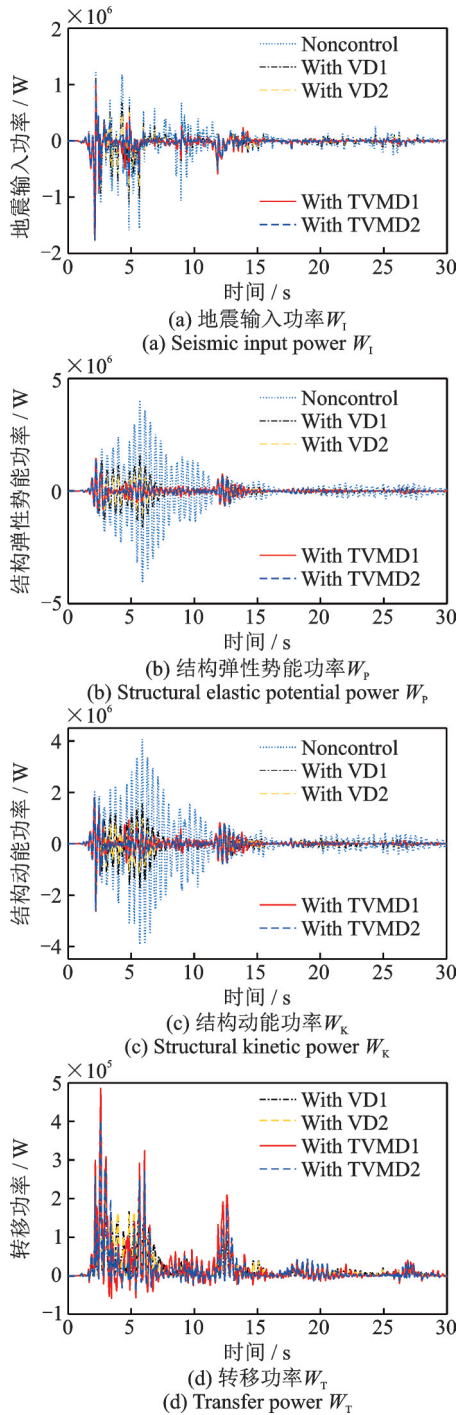 ×10⁶
2
1
0
−1
−2
地震输入功率 / W
Noncontrol
With VD1
With VD2
With TVMD1
With TVMD2
0 5 10 15 20 25 30
时间 / s
(a) 地震输入功率W_I
(a) Seismic input power W_I
×10⁶
5
0
−5
结构弹性势能功率 / W
Noncontrol
With VD1
With VD2
With TVMD1
With TVMD2
0 5 10 15 20 25 30
时间 / s
(b) 结构弹性势能功率W_P
(b) Structural elastic potential power W_P
×10⁶
4
2
0
−2
−4
结构动能功率 / W
Noncontrol
With VD1
With VD2
With TVMD1
With TVMD2
0 5 10 15 20 25 30
时间 / s
(c) 结构动能功率W_K
(c) Structural kinetic power W_K
×10⁵
5
4
3
2
1
0
−1
转移功率 / W
With VD1
With VD2
With TVMD1
With TVMD2
0 5 10 15 20 25 30
时间 / s
(d) 转移功率W_T
(d) Transfer power W_T